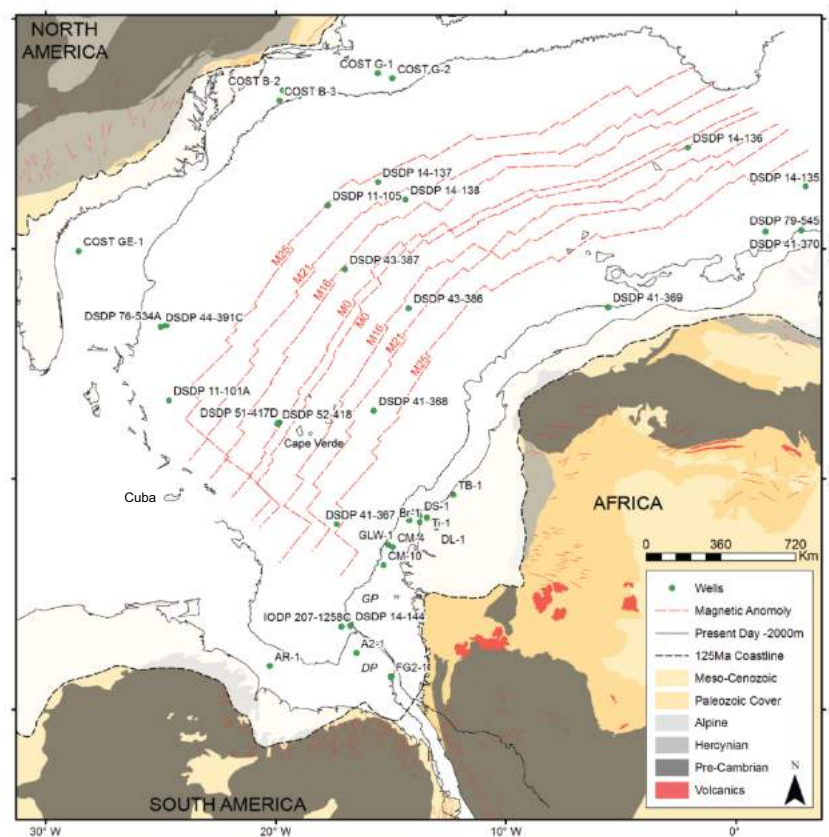 NORTH
AMERICA
COST G-1
COST G-2
COST B-2
COST B-3
DSDP 14-136
DSDP 14-137
DSDP 14-135
DSDP 14-138
DSDP 11-105
DSDP 79-545
COST GE-1
DSDP 41-370
M25
M21
DSDP 43-387
M16
M0
M0
DSDP 43-386
DSDP 41-369
DSDP 76-534A
DSDP 44-391C
M16
M21
M25
DSDP 11-101A
DSDP 51-417D
DSDP 52-418
DSDP 41-368
Cape Verde
Cuba
TB-1
AFRICA
DSDP 41-367
Br-1
DS-1
Ti-1
GLW-1
CM-4
DL-1
CM-10
0 360 720
Km
GP
IODP 207-1258C
DSDP 14-144
A2-1
AR-1
DP
FG2-1
SOUTH AMERICA
Wells
Magnetic Anomoly
Present Day -2000m
125Ma Coastline
Meso-Cenozoic
Paleozoic Cover
Alpine
Hercynian
Pre-Cambrian
Volcanics
N
30° W
20° W
10° W
0°